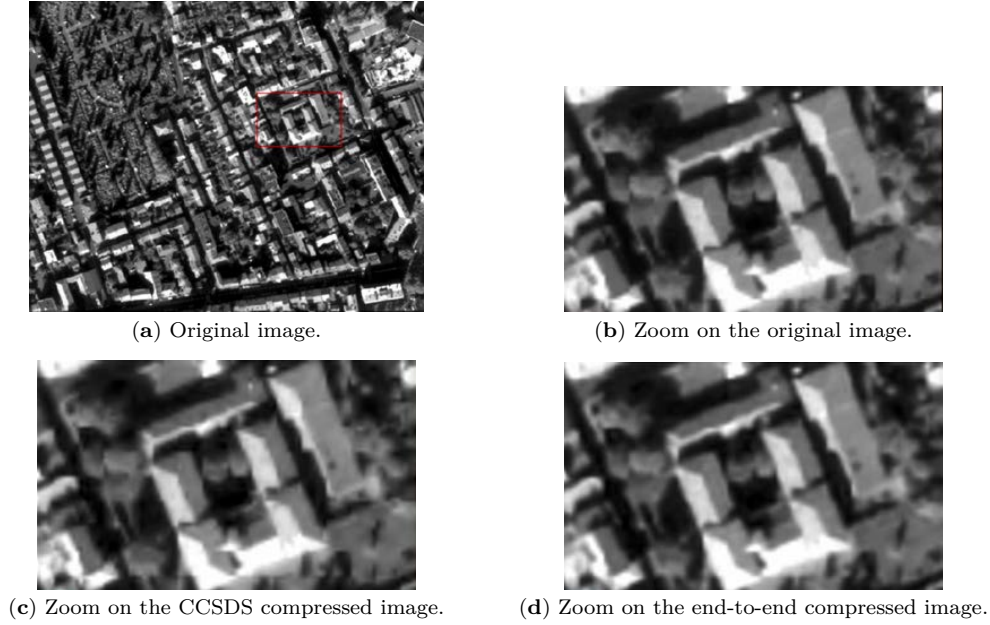 (a) Original image.
(b) Zoom on the original image.
(c) Zoom on the CCSDS compressed image.
(d) Zoom on the end-to-end compressed image.